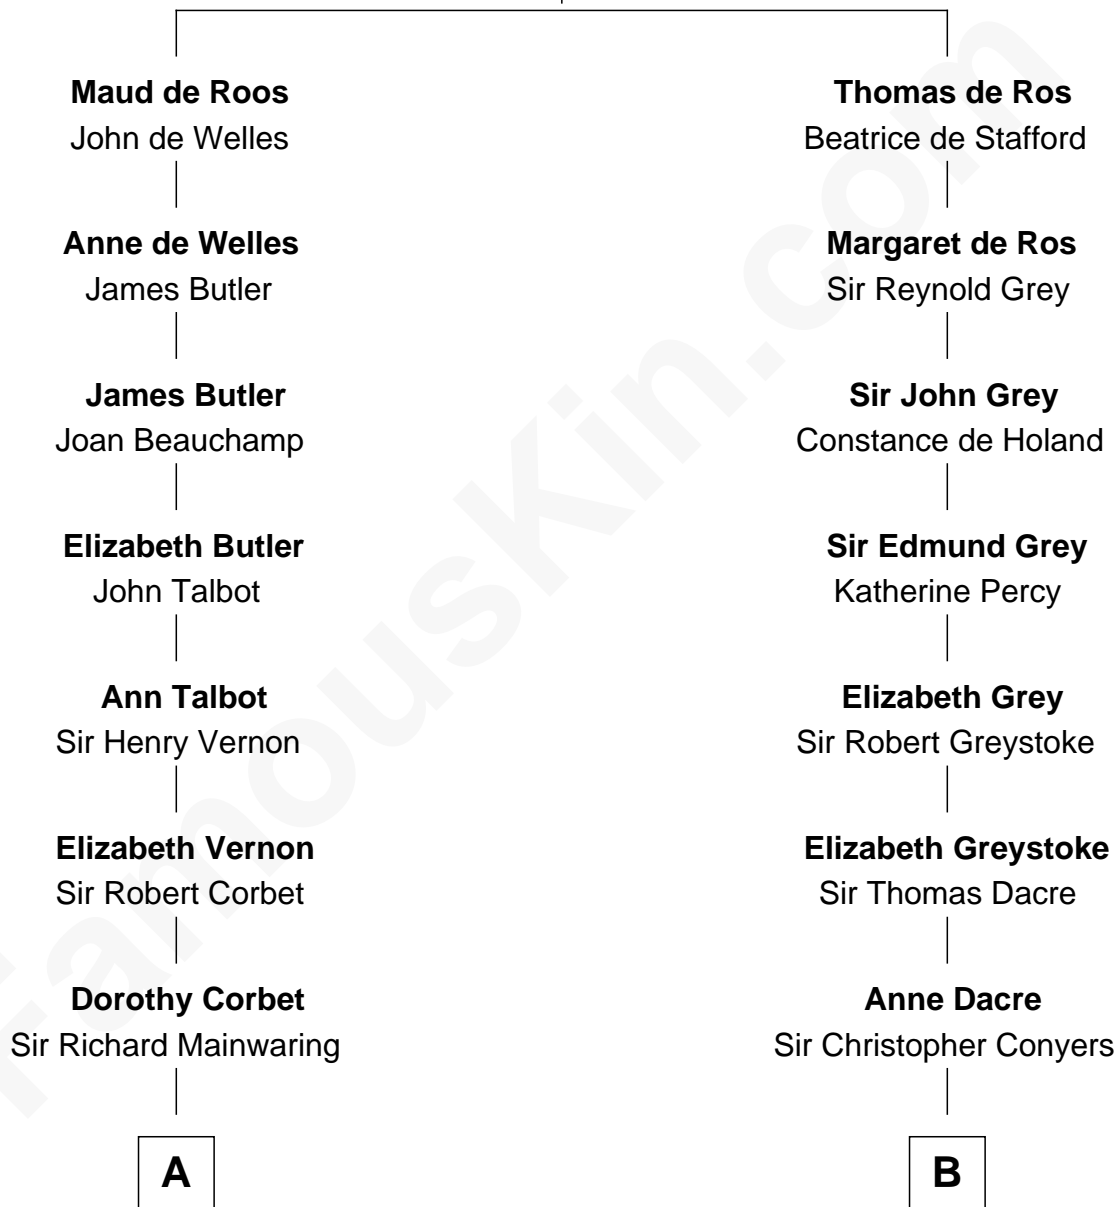 Maud de Roos
John de Welles
Thomas de Ros
Beatrice de Stafford
Anne de Welles
James Butler
Margaret de Ros
Sir Reynold Grey
James Butler
Joan Beauchamp
Sir John Grey
Constance de Holand
Elizabeth Butler
John Talbot
Sir Edmund Grey
Katherine Percy
Ann Talbot
Sir Henry Vernon
Elizabeth Grey
Sir Robert Greystoke
Elizabeth Vernon
Sir Robert Corbet
Elizabeth Greystoke
Sir Thomas Dacre
Dorothy Corbet
Sir Richard Mainwaring
Anne Dacre
Sir Christopher Conyers
A
B
FamousKin.com